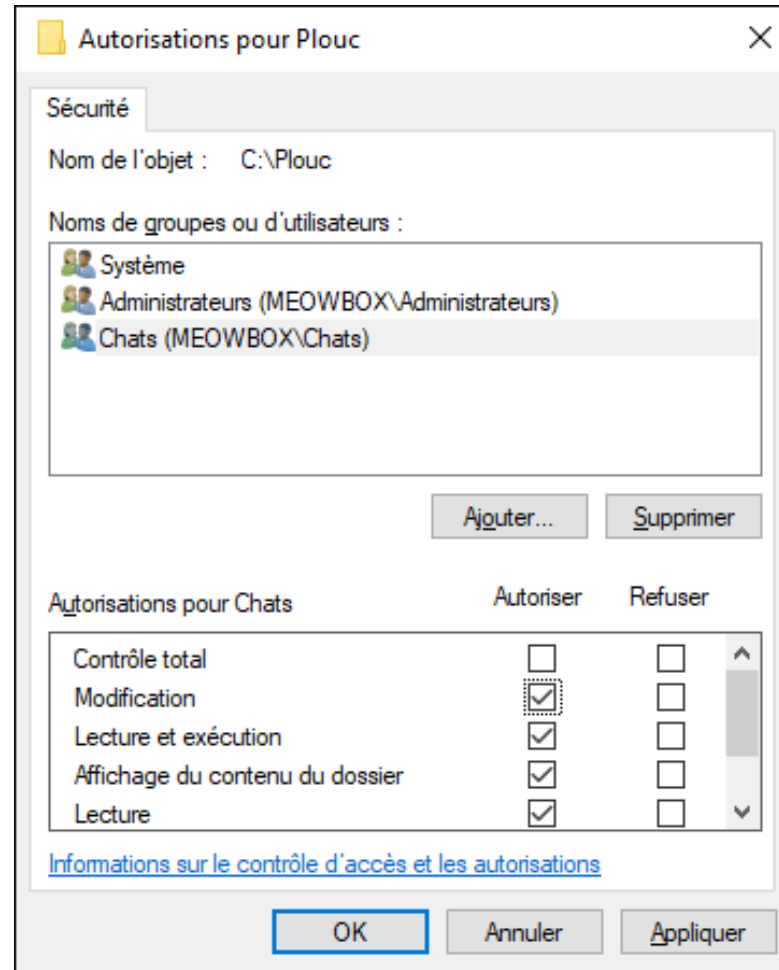 Autorisations pour Plouc
Sécurité
Nom de l'objet : C:\Plouc
Noms de groupes ou d'utilisateurs :
Système
Administrateurs (MEOWBOX\Administrateurs)
Chats (MEOWBOX\Chats)
Ajouter... Supprimer
Autorisations pour Chats Autoriser Refuser
Contrôle total
Modification
Lecture et exécution
Affichage du contenu du dossier
Lecture
Informations sur le contrôle d'accès et les autorisations
OK Annuler Appliquer